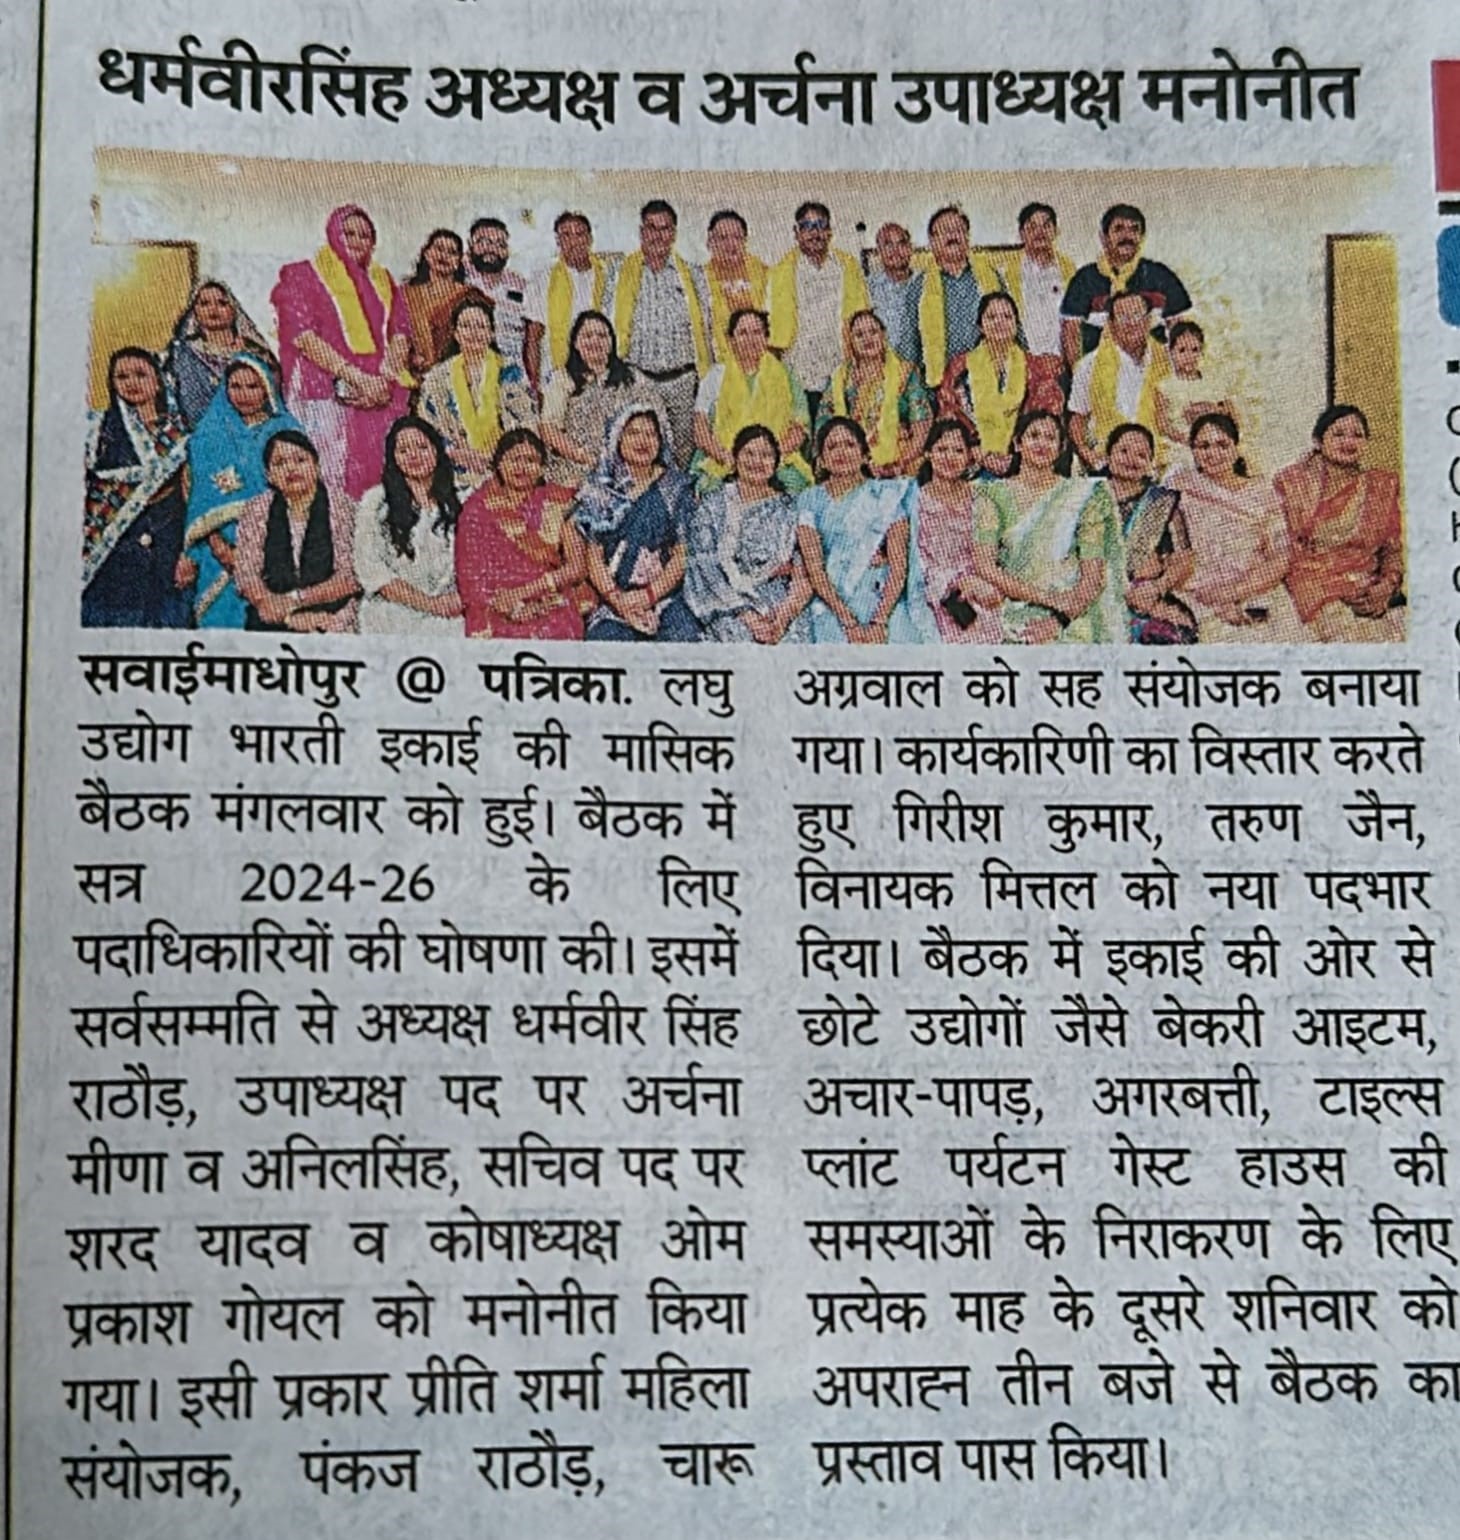 धर्मवीरसिंह अध्यक्ष व अर्चना उपाध्यक्ष मनोनीत
सवाईमाधोपुर @ पत्रिका. लघु
उद्योग भारती इकाई की मासिक
बैठक मंगलवार को हुई। बैठक में
सत्र 2024-26 के लिए
पदाधिकारियों की घोषणा की। इसमें
सर्वसम्मति से अध्यक्ष धर्मवीर सिंह
राठौड़, उपाध्यक्ष पद पर अर्चना
मीणा व अनिलसिंह, सचिव पद पर
शरद यादव व कोषाध्यक्ष ओम
प्रकाश गोयल को मनोनीत किया
गया। इसी प्रकार प्रीति शर्मा महिला
संयोजक, पंकज राठौड़, चारू
अग्रवाल को सह संयोजक बनाया
गया। कार्यकारिणी का विस्तार करते
हुए गिरीश कुमार, तरुण जैन,
विनायक मित्तल को नया पदभार
दिया। बैठक में इकाई की ओर से
छोटे उद्योगों जैसे बेकरी आइटम,
अचार-पापड़, अगरबत्ती, टाइल्स
प्लांट पर्यटन गेस्ट हाउस की
समस्याओं के निराकरण के लिए
प्रत्येक माह के दूसरे शनिवार को
अपराह्न तीन बजे से बैठक का
प्रस्ताव पास किया।